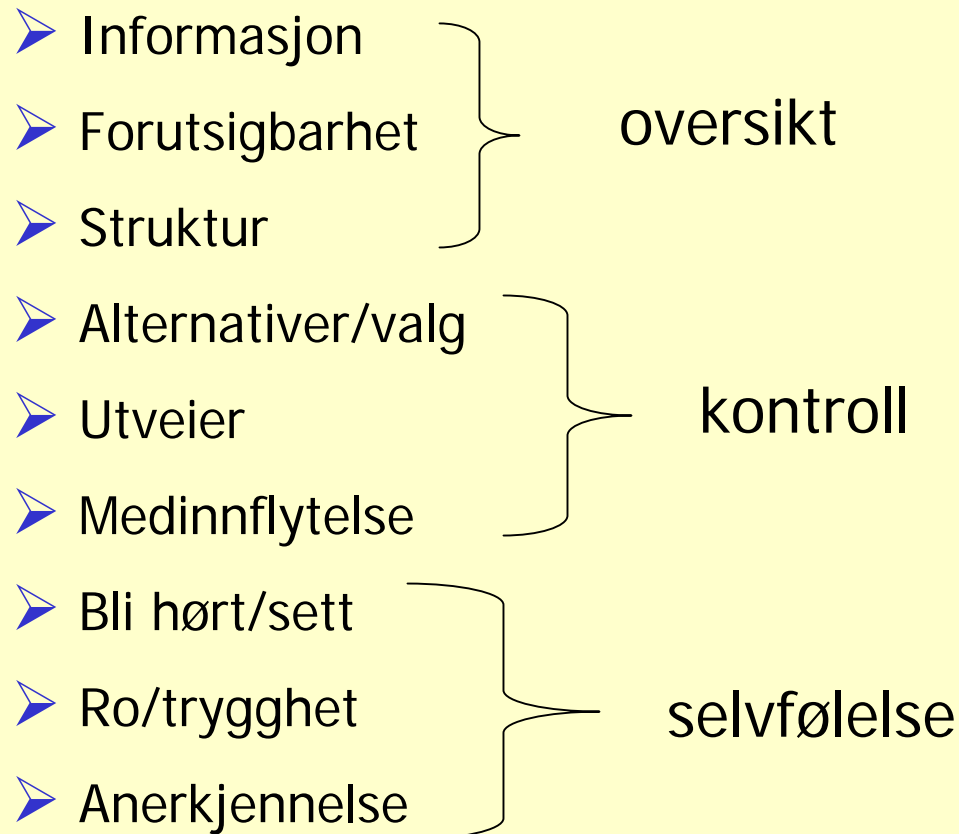 Informasjon
Forutsigbarhet
Struktur
oversikt
Alternativer/valg
Utveier
Medinnflytelse
kontroll
Bli hørt/sett
Ro/trygghet
Anerkjennelse
selvfølelse